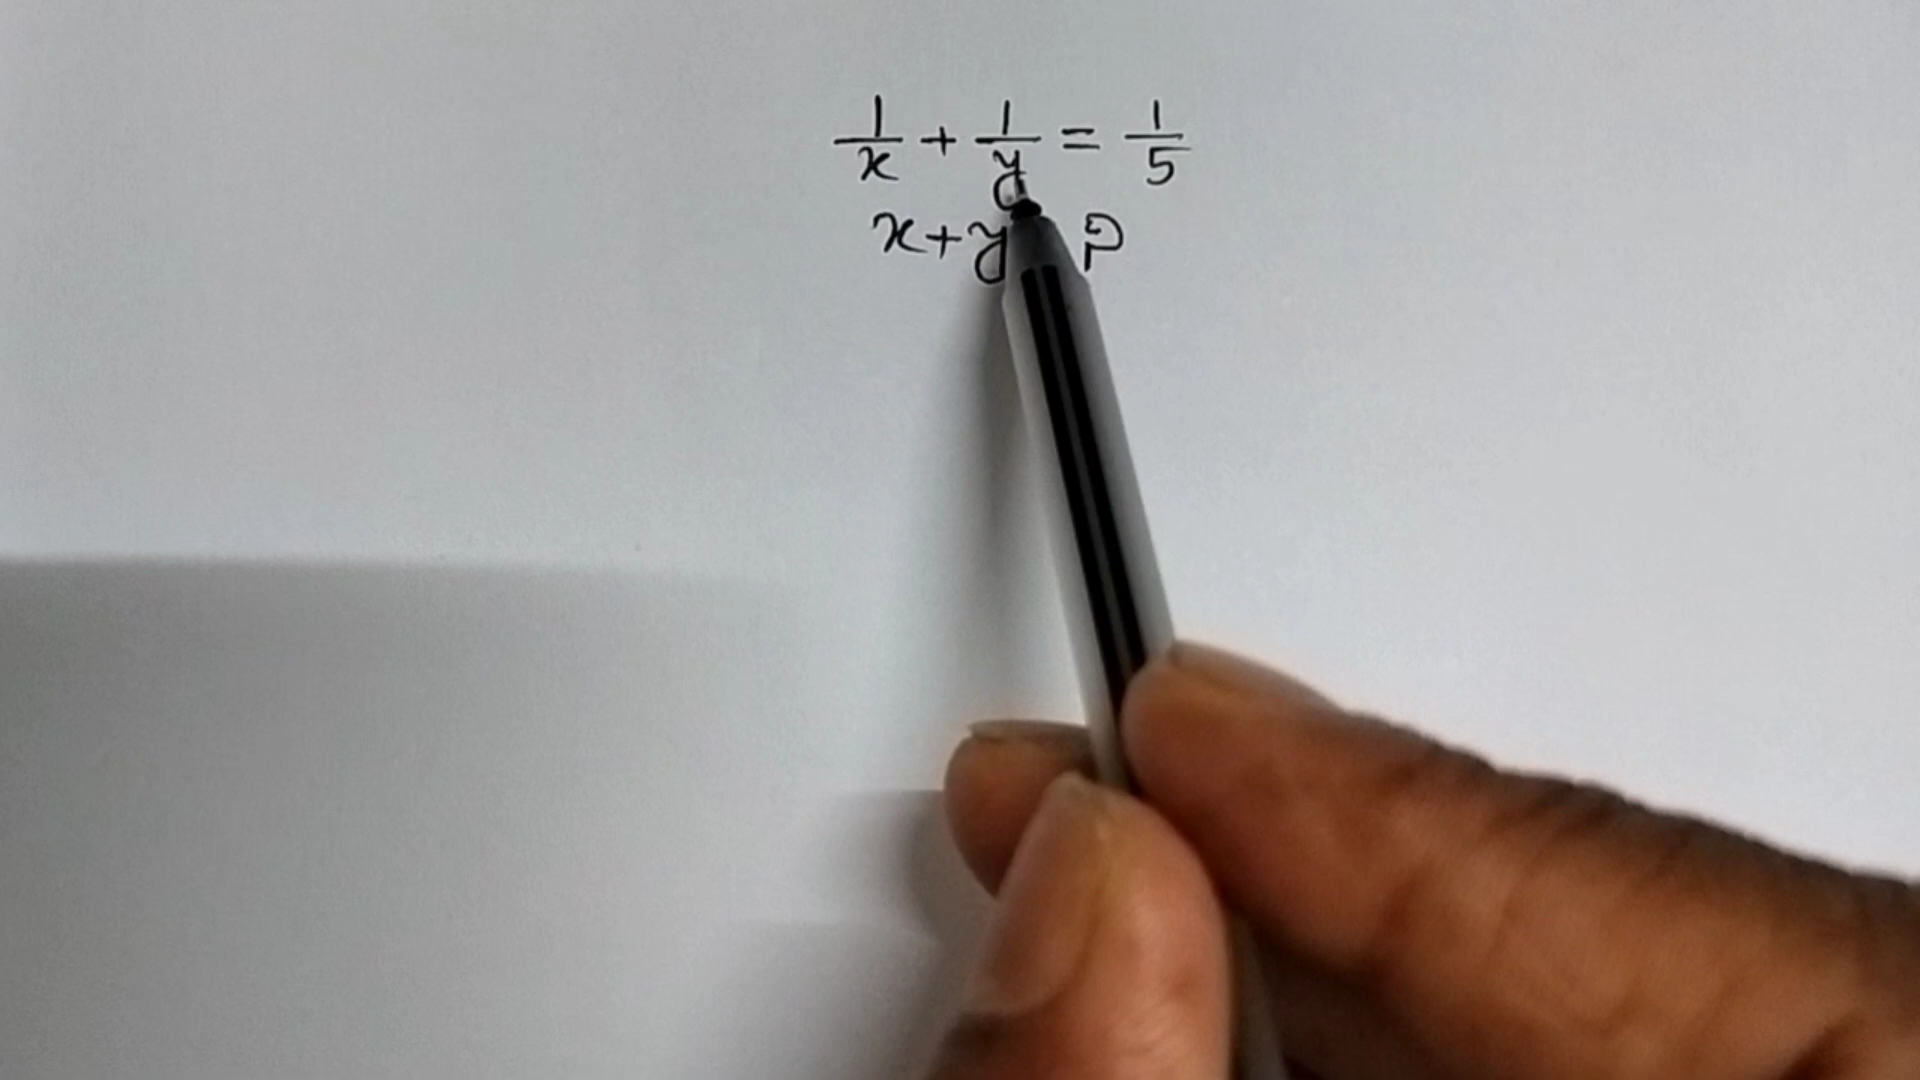 1/x + 1/y = 1/5
x+y ?